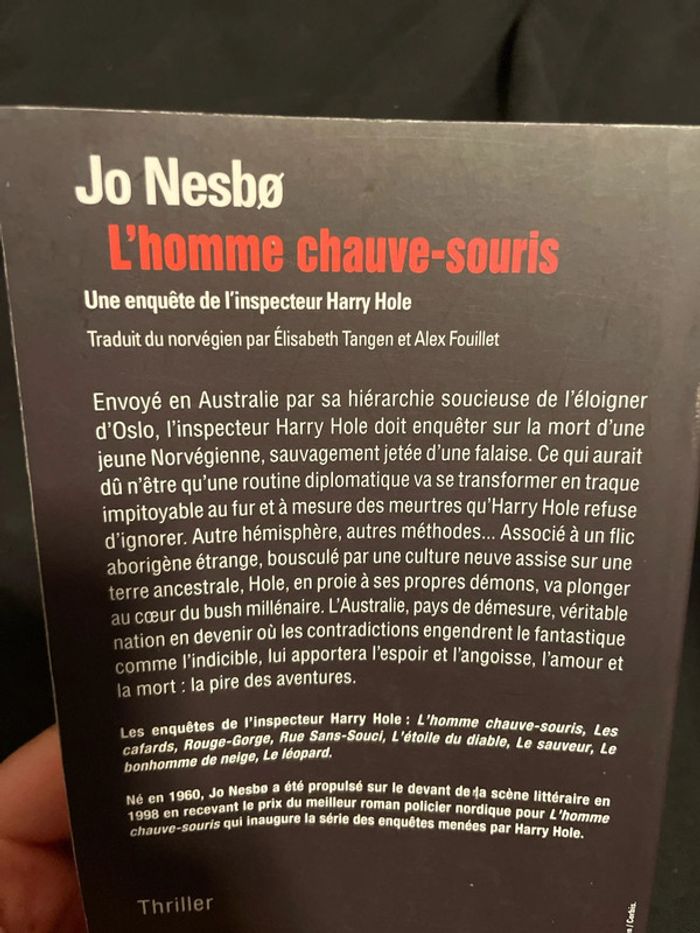 Jo Nesbø
L'homme chauve-souris
Une enquête de l'inspecteur Harry Hole
Traduit du norvégien par Élisabeth Tangen et Alex Fouillet
Envoyé en Australie par sa hiérarchie soucieuse de l'éloigner
d'Oslo, l'inspecteur Harry Hole doit enquêter sur la mort d'une
jeune Norvégienne, sauvagement jetée d'une falaise. Ce qui aurait
dû n'être qu'une routine diplomatique va se transformer en traque
impitoyable au fur et à mesure des meurtres qu'Harry Hole refuse
d'ignorer. Autre hémisphère, autres méthodes... Associé à un flic
aborigène étrange, bousculé par une culture neuve assise sur une
terre ancestrale, Hole, en proie à ses propres démons, va plonger
au cœur du bush millénaire. L'Australie, pays de démesure, véritable
nation en devenir où les contradictions engendrent le fantastique
comme l'indicible, lui apportera l'espoir et l'angoisse, l'amour et
la mort : la pire des aventures.
Les enquêtes de l'inspecteur Harry Hole : L'homme chauve-souris, Les
cafards, Rouge-Gorge, Rue Sans-Souci, L'étoile du diable, Le sauveur, Le
bonhomme de neige, Le léopard.
Né en 1960, Jo Nesbø a été propulsé sur le devant de la scène littéraire en
1998 en recevant le prix du meilleur roman policier nordique pour L'homme
chauve-souris qui inaugure la série des enquêtes menées par Harry Hole.
Thriller
/ Corbis.